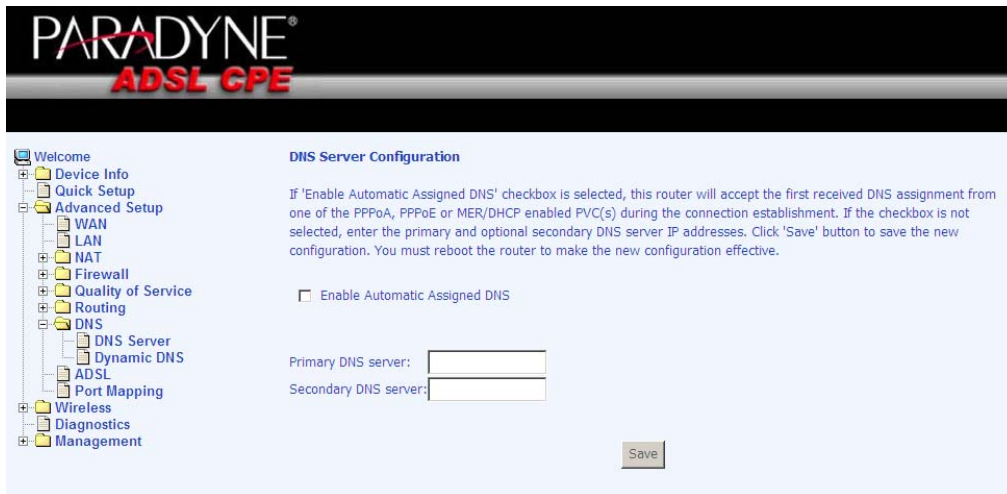 PARADYNE®
ADSL CPE
Welcome
Device Info
Quick Setup
Advanced Setup
WAN
LAN
NAT
Firewall
Quality of Service
Routing
DNS
DNS Server
Dynamic DNS
ADSL
Port Mapping
Wireless
Diagnostics
Management
DNS Server Configuration
If 'Enable Automatic Assigned DNS' checkbox is selected, this router will accept the first received DNS assignment from
one of the PPPoA, PPPoE or MER/DHCP enabled PVC(s) during the connection establishment. If the checkbox is not
selected, enter the primary and optional secondary DNS server IP addresses. Click 'Save' button to save the new
configuration. You must reboot the router to make the new configuration effective.
Enable Automatic Assigned DNS
Primary DNS server:
Secondary DNS server:
Save